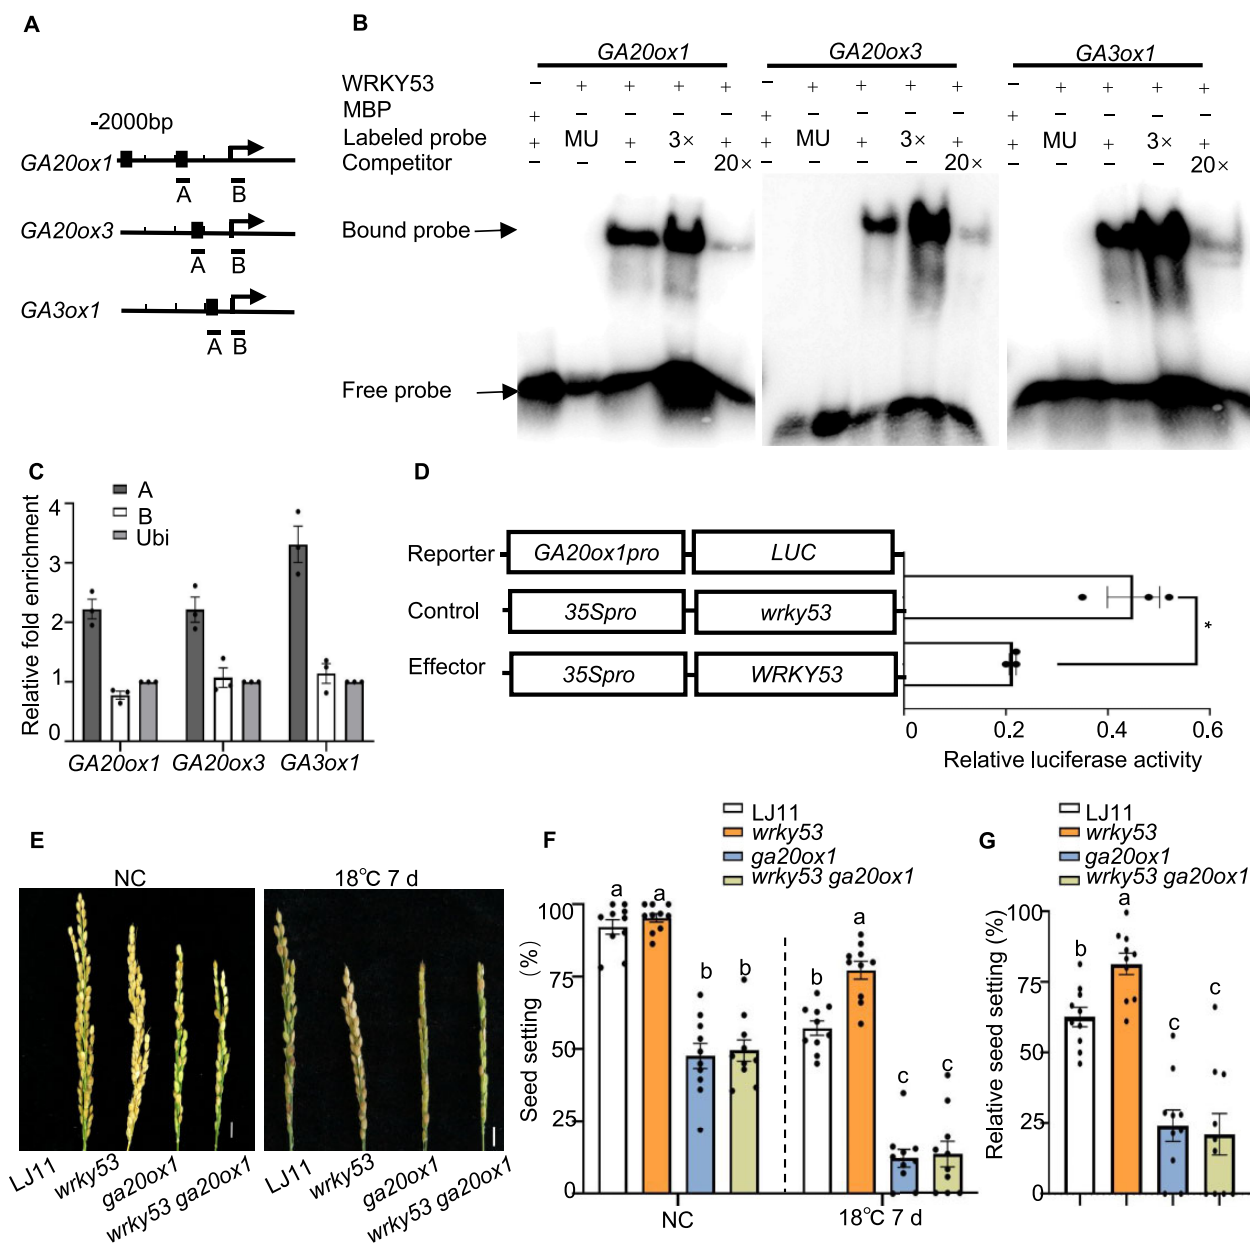 A
-2000bp
GA20ox1
A B
GA20ox3
A B
GA3ox1
A B
B
GA20ox1 GA20ox3 GA3ox1
WRKY53 − + + + + − + + + + − + + + +
MBP + − − − − + − − − − + − − − −
Labeled probe + MU + 3× + + MU + 3× + + MU + 3× +
Competitor − − − − 20× − − − − 20× − − − − 20×
Bound probe
Free probe
C
A
B
Ubi
Relative fold enrichment
4
3
2
1
0
GA20ox1 GA20ox3 GA3ox1
D
Reporter GA20ox1pro LUC
Control 35Spro wrky53
Effector 35Spro WRKY53
*
0 0.2 0.4 0.6
Relative luciferase activity
E
NC 18°C 7 d
LJ11 wrky53 ga20ox1 wrky53 ga20ox1
LJ11 wrky53 ga20ox1 wrky53 ga20ox1
F
LJ11
wrky53
ga20ox1
wrky53 ga20ox1
Seed setting (%)
100
75
50
25
0
a a b b b a c c
NC 18°C 7 d
G
LJ11
wrky53
ga20ox1
wrky53 ga20ox1
Relative seed setting (%)
100
75
50
25
0
b a c c